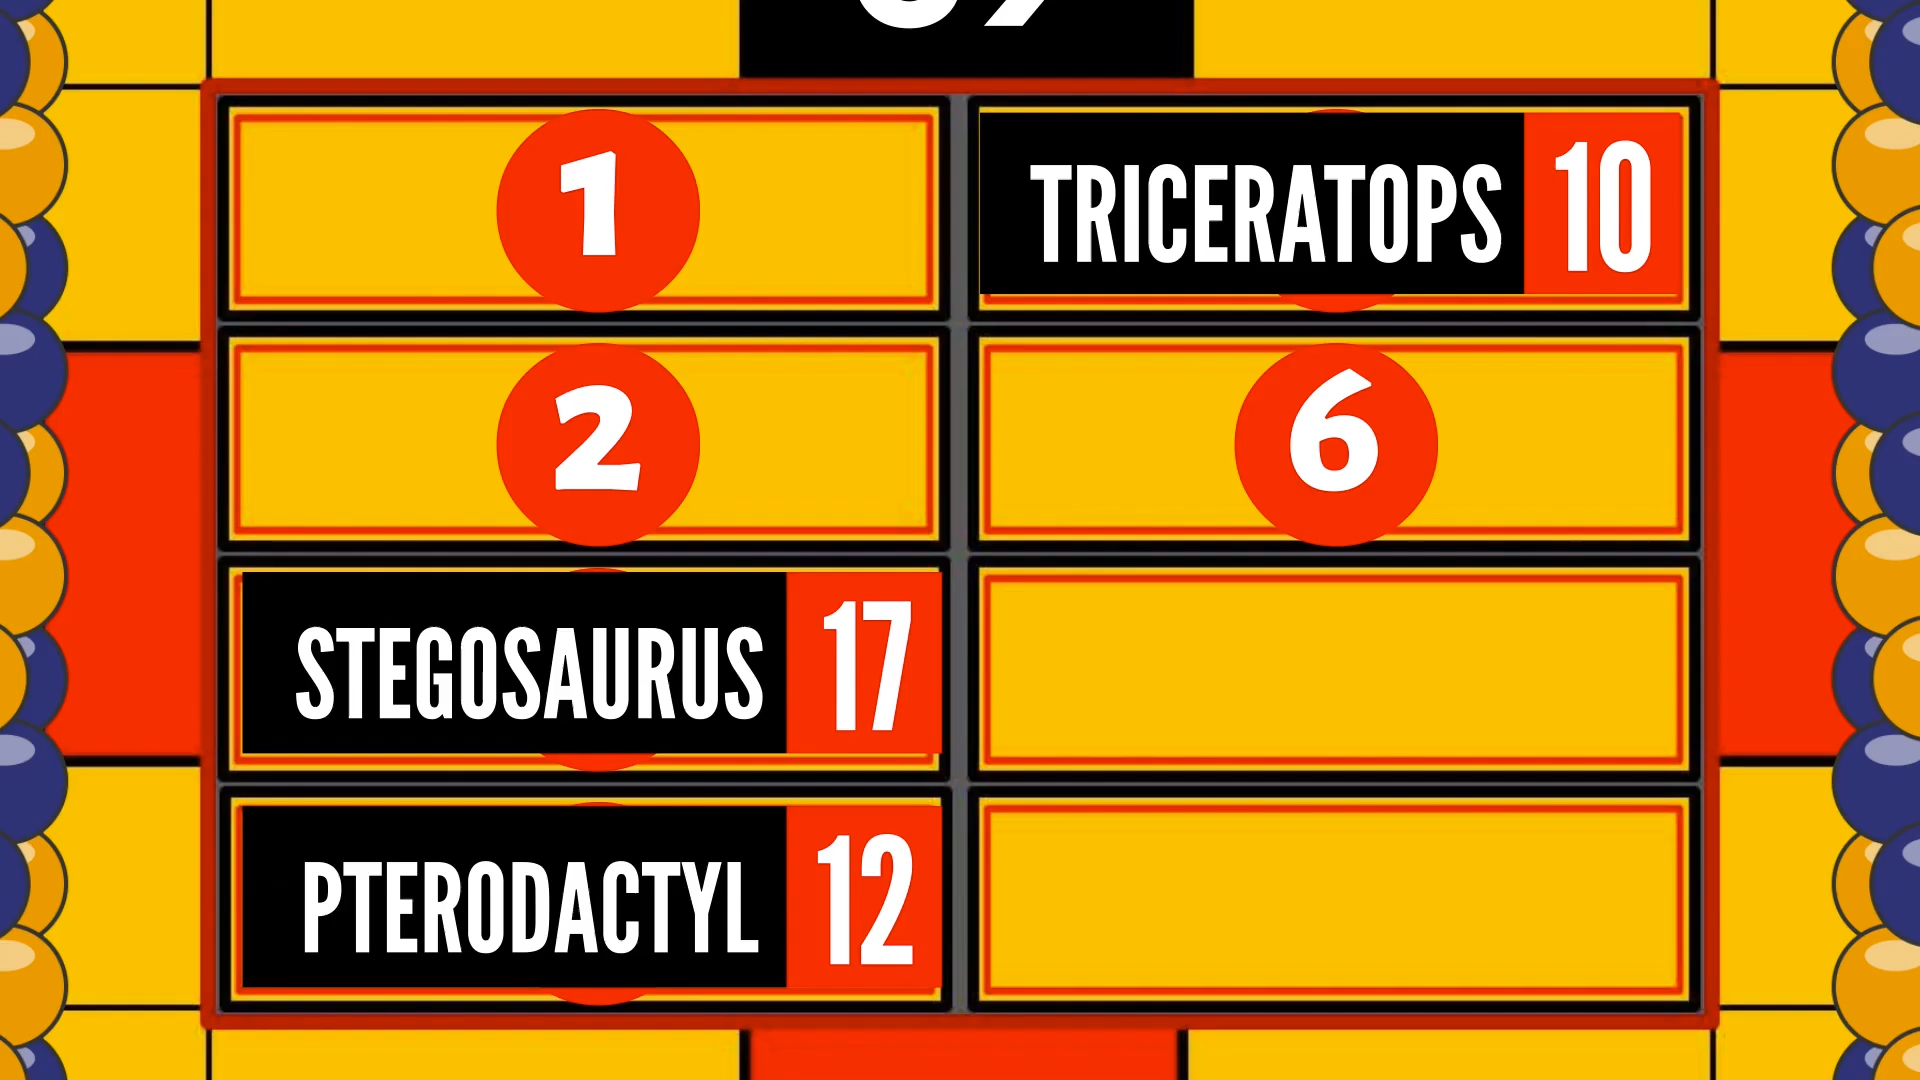 1
TRICERATOPS 10
2
6
STEGOSAURUS 17
PTERODACTYL 12